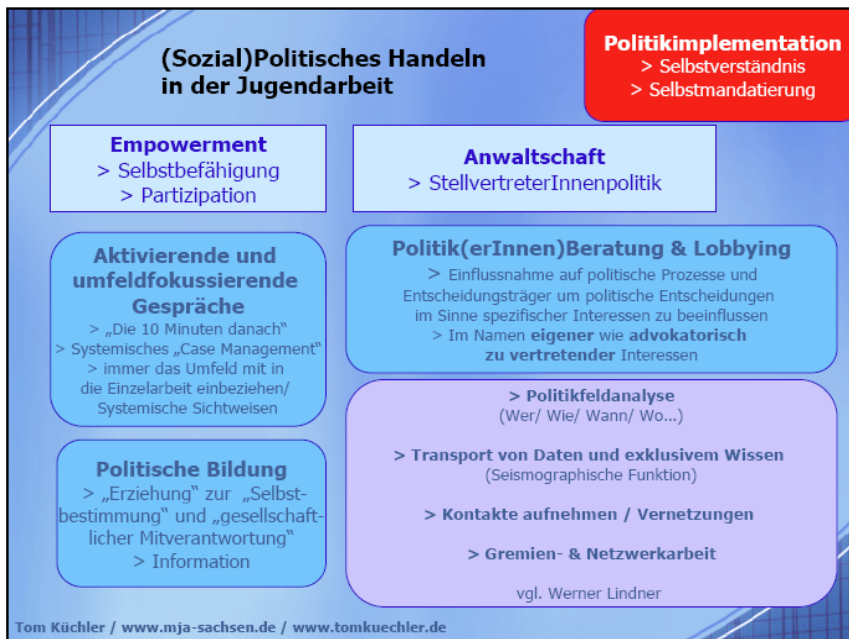 (Sozial)Politisches Handeln
in der Jugendarbeit
Politikimplementation
> Selbstverständnis
> Selbstmandatierung
Empowerment
> Selbstbefähigung
> Partizipation
Anwaltschaft
> StellvertreterInnenpolitik
Aktivierende und
umfeldfokussierende
Gespräche
> „Die 10 Minuten danach“
> Systemisches „Case Management“
> immer das Umfeld mit in
die Einzelarbeit einbeziehen/
Systemische Sichtweisen
Politische Bildung
> „Erziehung“ zur „Selbst-
bestimmung“ und „gesellschaft-
licher Mitverantwortung“
> Information
Politik(erInnen)Beratung & Lobbying
> Einflussnahme auf politische Prozesse und
Entscheidungsträger um politische Entscheidungen
im Sinne spezifischer Interessen zu beeinflussen
> Im Namen eigener wie advokatorisch
zu vertretender Interessen
> Politikfeldanalyse
(Wer/ Wie/ Wann/ Wo...)
> Transport von Daten und exklusivem Wissen
(Seismographische Funktion)
> Kontakte aufnehmen / Vernetzungen
> Gremien- & Netzwerkarbeit
vgl. Werner Lindner
Tom Küchler / www.mja-sachsen.de / www.tomkuechler.de